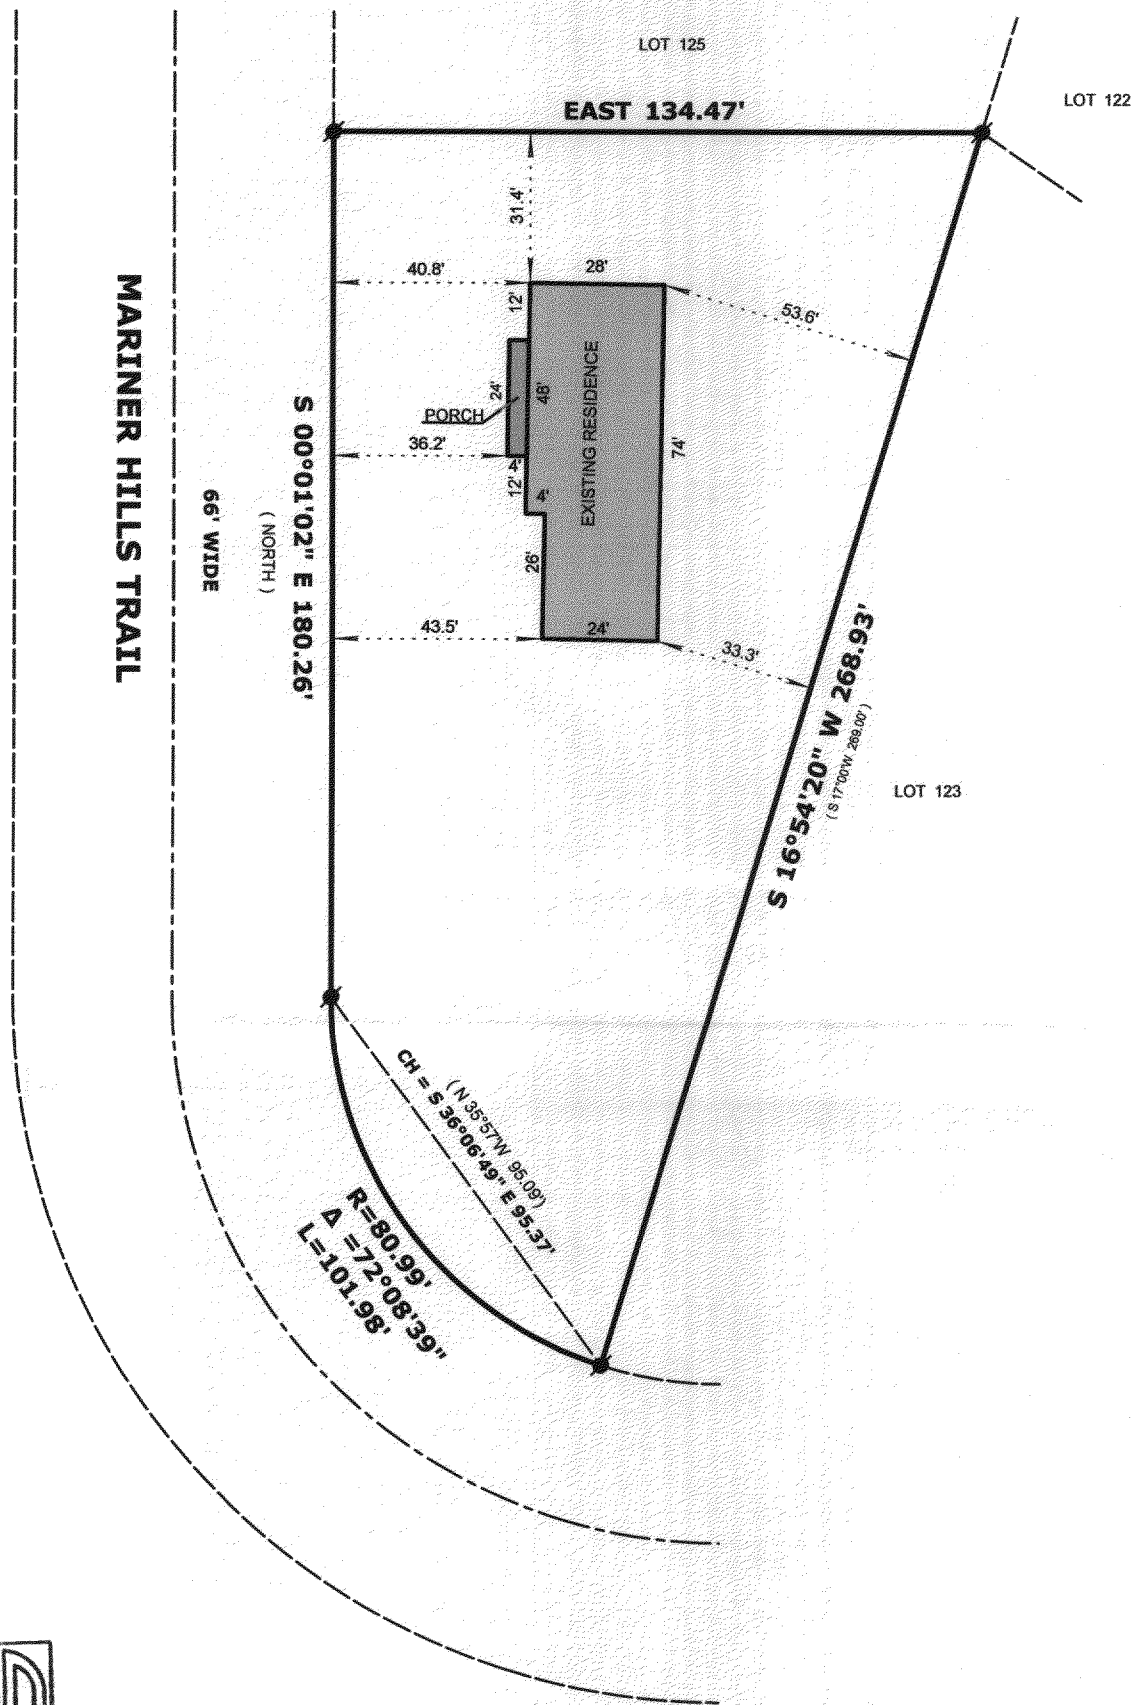 LOT 125
LOT 122
EAST 134.47'
31.4'
40.8'
28'
12'
53.6'
MARINER HILLS TRAIL
66' WIDE
S 00°01'02" E 180.26'
( NORTH )
24'
PORCH
48'
EXISTING RESIDENCE
74'
36.2'
4'
12'
4'
26'
43.5'
24'
33.3'
S 16°54'20" W 268.93'
( S 17°00'W 269.00' )
LOT 123
( N 35°57'W 95.09')
CH = S 36°06'49" E 95.37'
R=80.99'
Δ =72°08'39"
L=101.98'